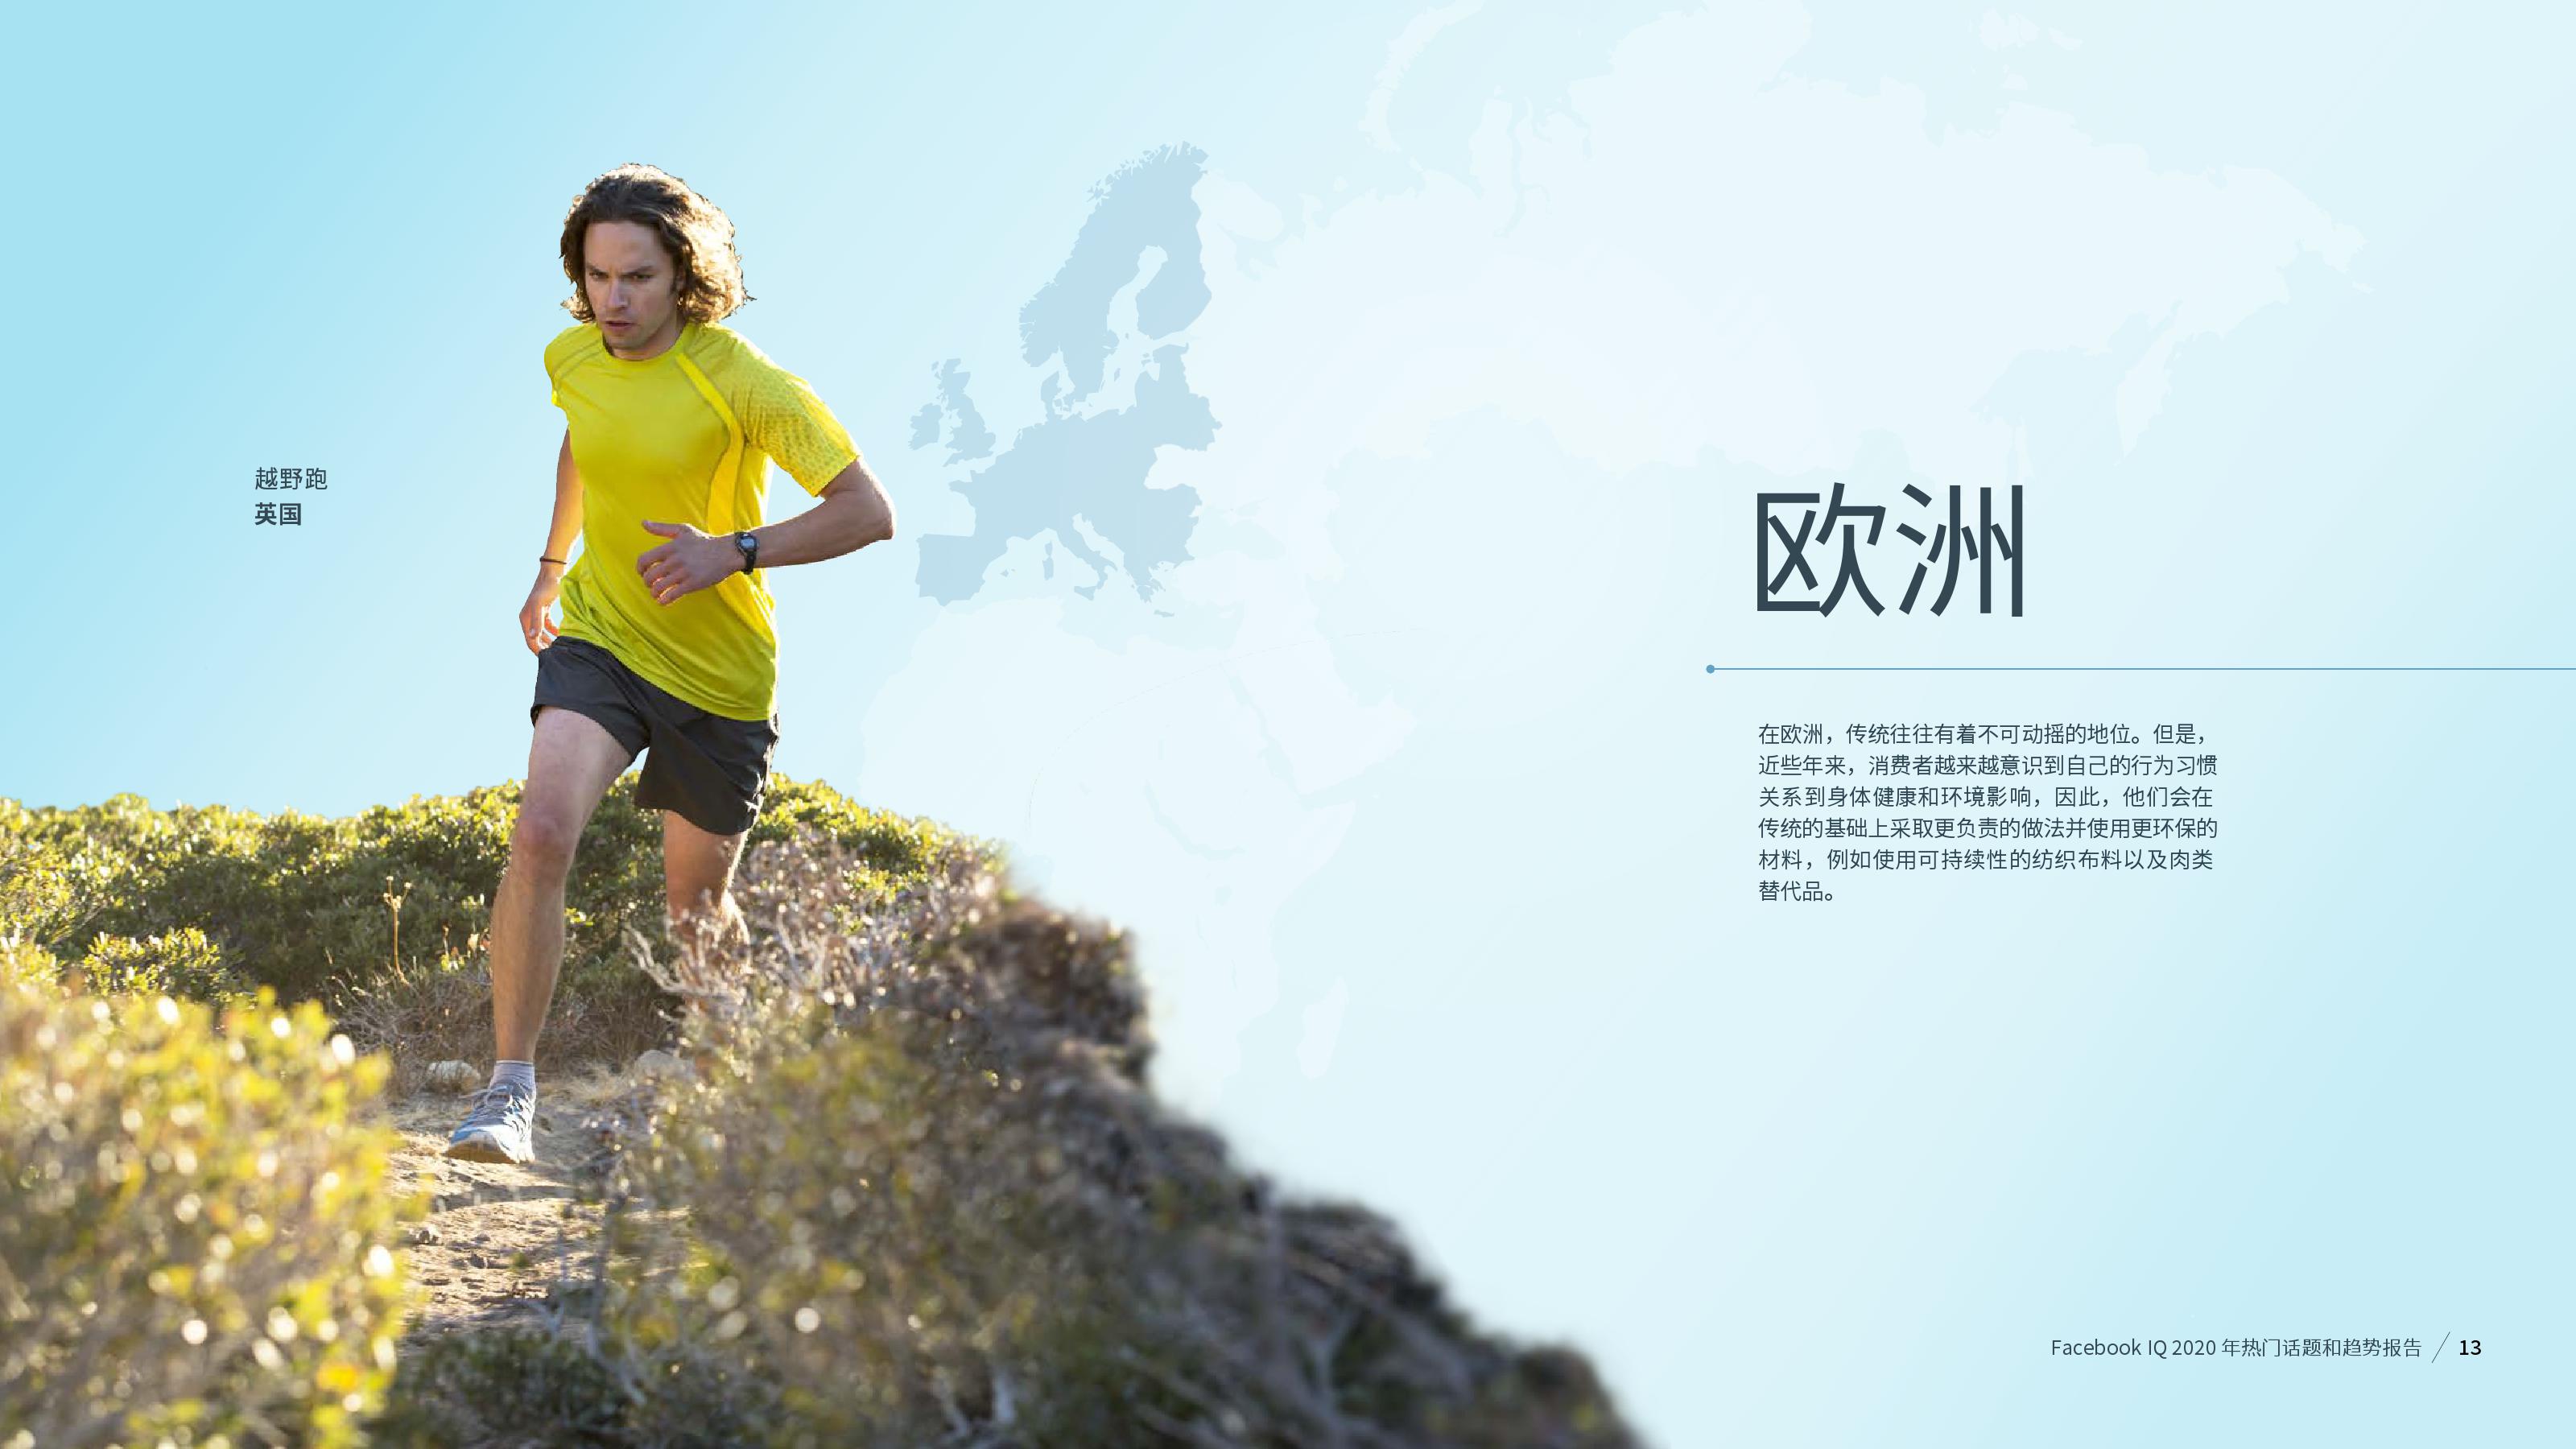 越野跑
英国
欧洲
在欧洲，传统往往有着不可动摇的地位。但是，
近些年来，消费者越来越意识到自己的行为习惯
关系到身体健康和环境影响，因此，他们会在
传统的基础上采取更负责的做法并使用更环保的
材料，例如使用可持续性的纺织布料以及肉类
替代品。
Facebook IQ 2020 年热门话题和趋势报告 / 13